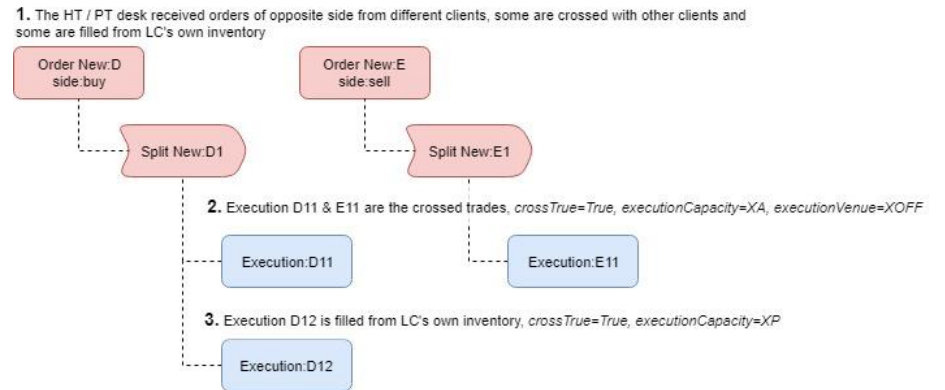 1. The HT / PT desk received orders of opposite side from different clients, some are crossed with other clients and
some are filled from LC's own inventory
Order New:D
side:buy
Order New:E
side:sell
Split New:D1
Split New:E1
2. Execution D11 & E11 are the crossed trades, crossTrue=True, executionCapacity=XA, executionVenue=XOFF
Execution:D11
Execution:E11
3. Execution D12 is filled from LC's own inventory, crossTrue=True, executionCapacity=XP
Execution:D12